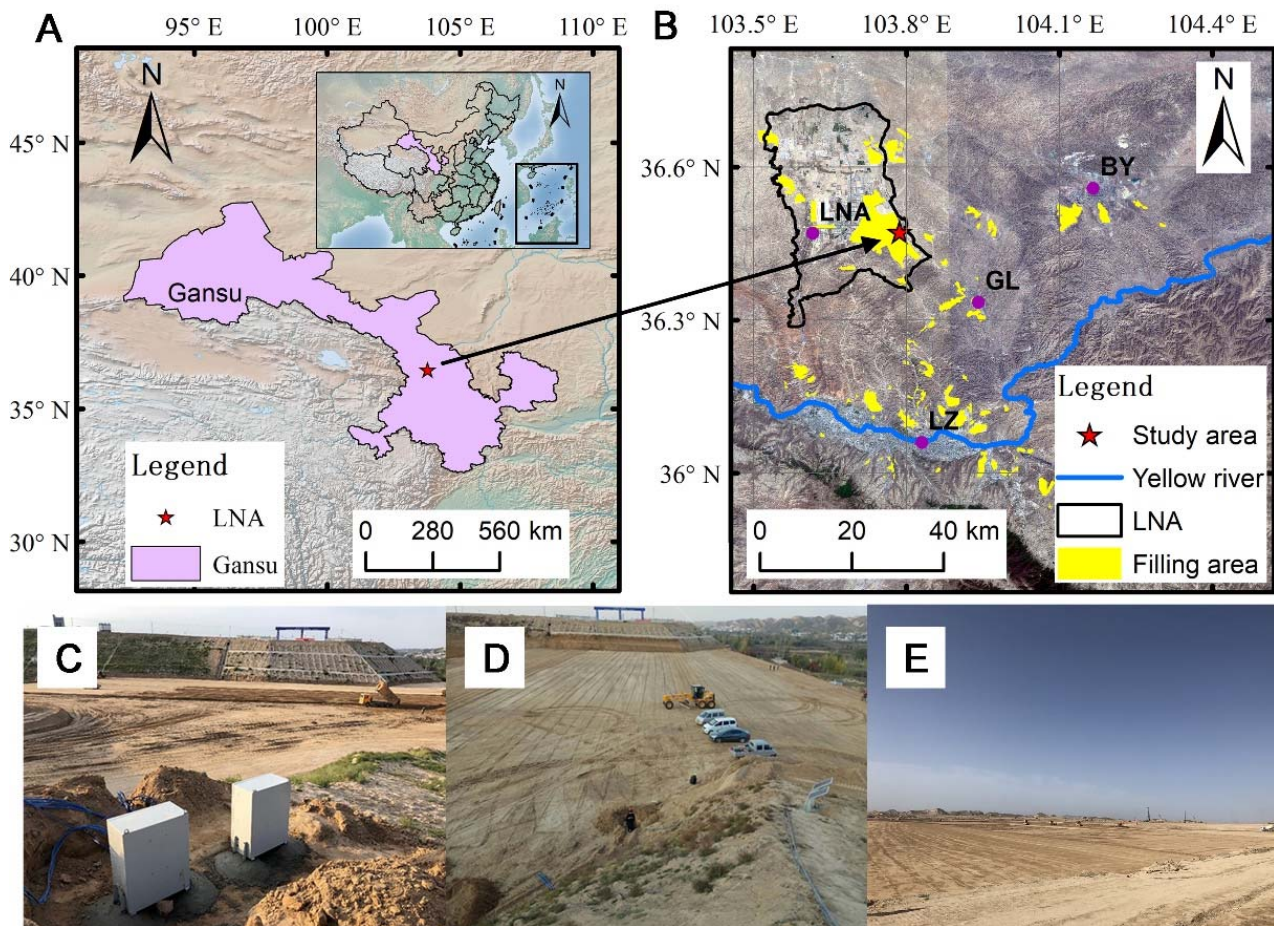 A
95° E 100° E 105° E 110° E
N
N
45° N
40° N
35° N
30° N
Gansu
Legend
LNA
Gansu
0 280 560 km
B
103.5° E 103.8° E 104.1° E 104.4° E
N
36.6° N
36.3° N
36° N
BY
LNA
GL
LZ
Legend
Study area
Yellow river
LNA
Filling area
0 20 40 km
C
D
E